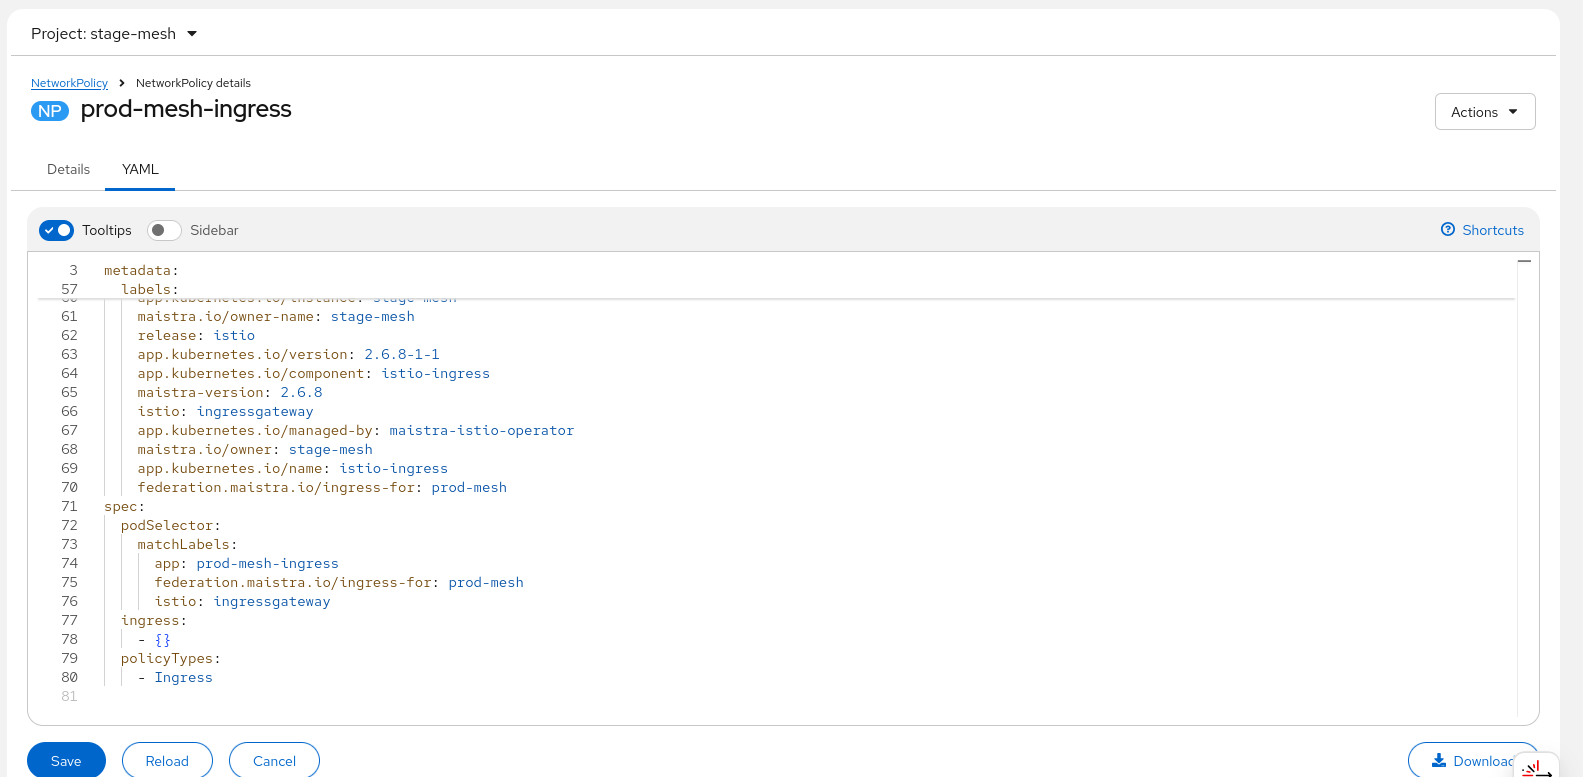 Project: stage-mesh
NetworkPolicy
NetworkPolicy details
NP prod-mesh-ingress
Actions
Details
YAML
Tooltips
Sidebar
Shortcuts
3 metadata:
57 labels:
app.kubernetes.io/instance: stage-mesh
61 maistra.io/owner-name: stage-mesh
62 release: istio
63 app.kubernetes.io/version: 2.6.8-1-1
64 app.kubernetes.io/component: istio-ingress
65 maistra-version: 2.6.8
66 istio: ingressgateway
67 app.kubernetes.io/managed-by: maistra-istio-operator
68 maistra.io/owner: stage-mesh
69 app.kubernetes.io/name: istio-ingress
70 federation.maistra.io/ingress-for: prod-mesh
71 spec:
72 podSelector:
73 matchLabels:
74 app: prod-mesh-ingress
75 federation.maistra.io/ingress-for: prod-mesh
76 istio: ingressgateway
77 ingress:
78 - {}
79 policyTypes:
80 - Ingress
81
Save
Reload
Cancel
Download